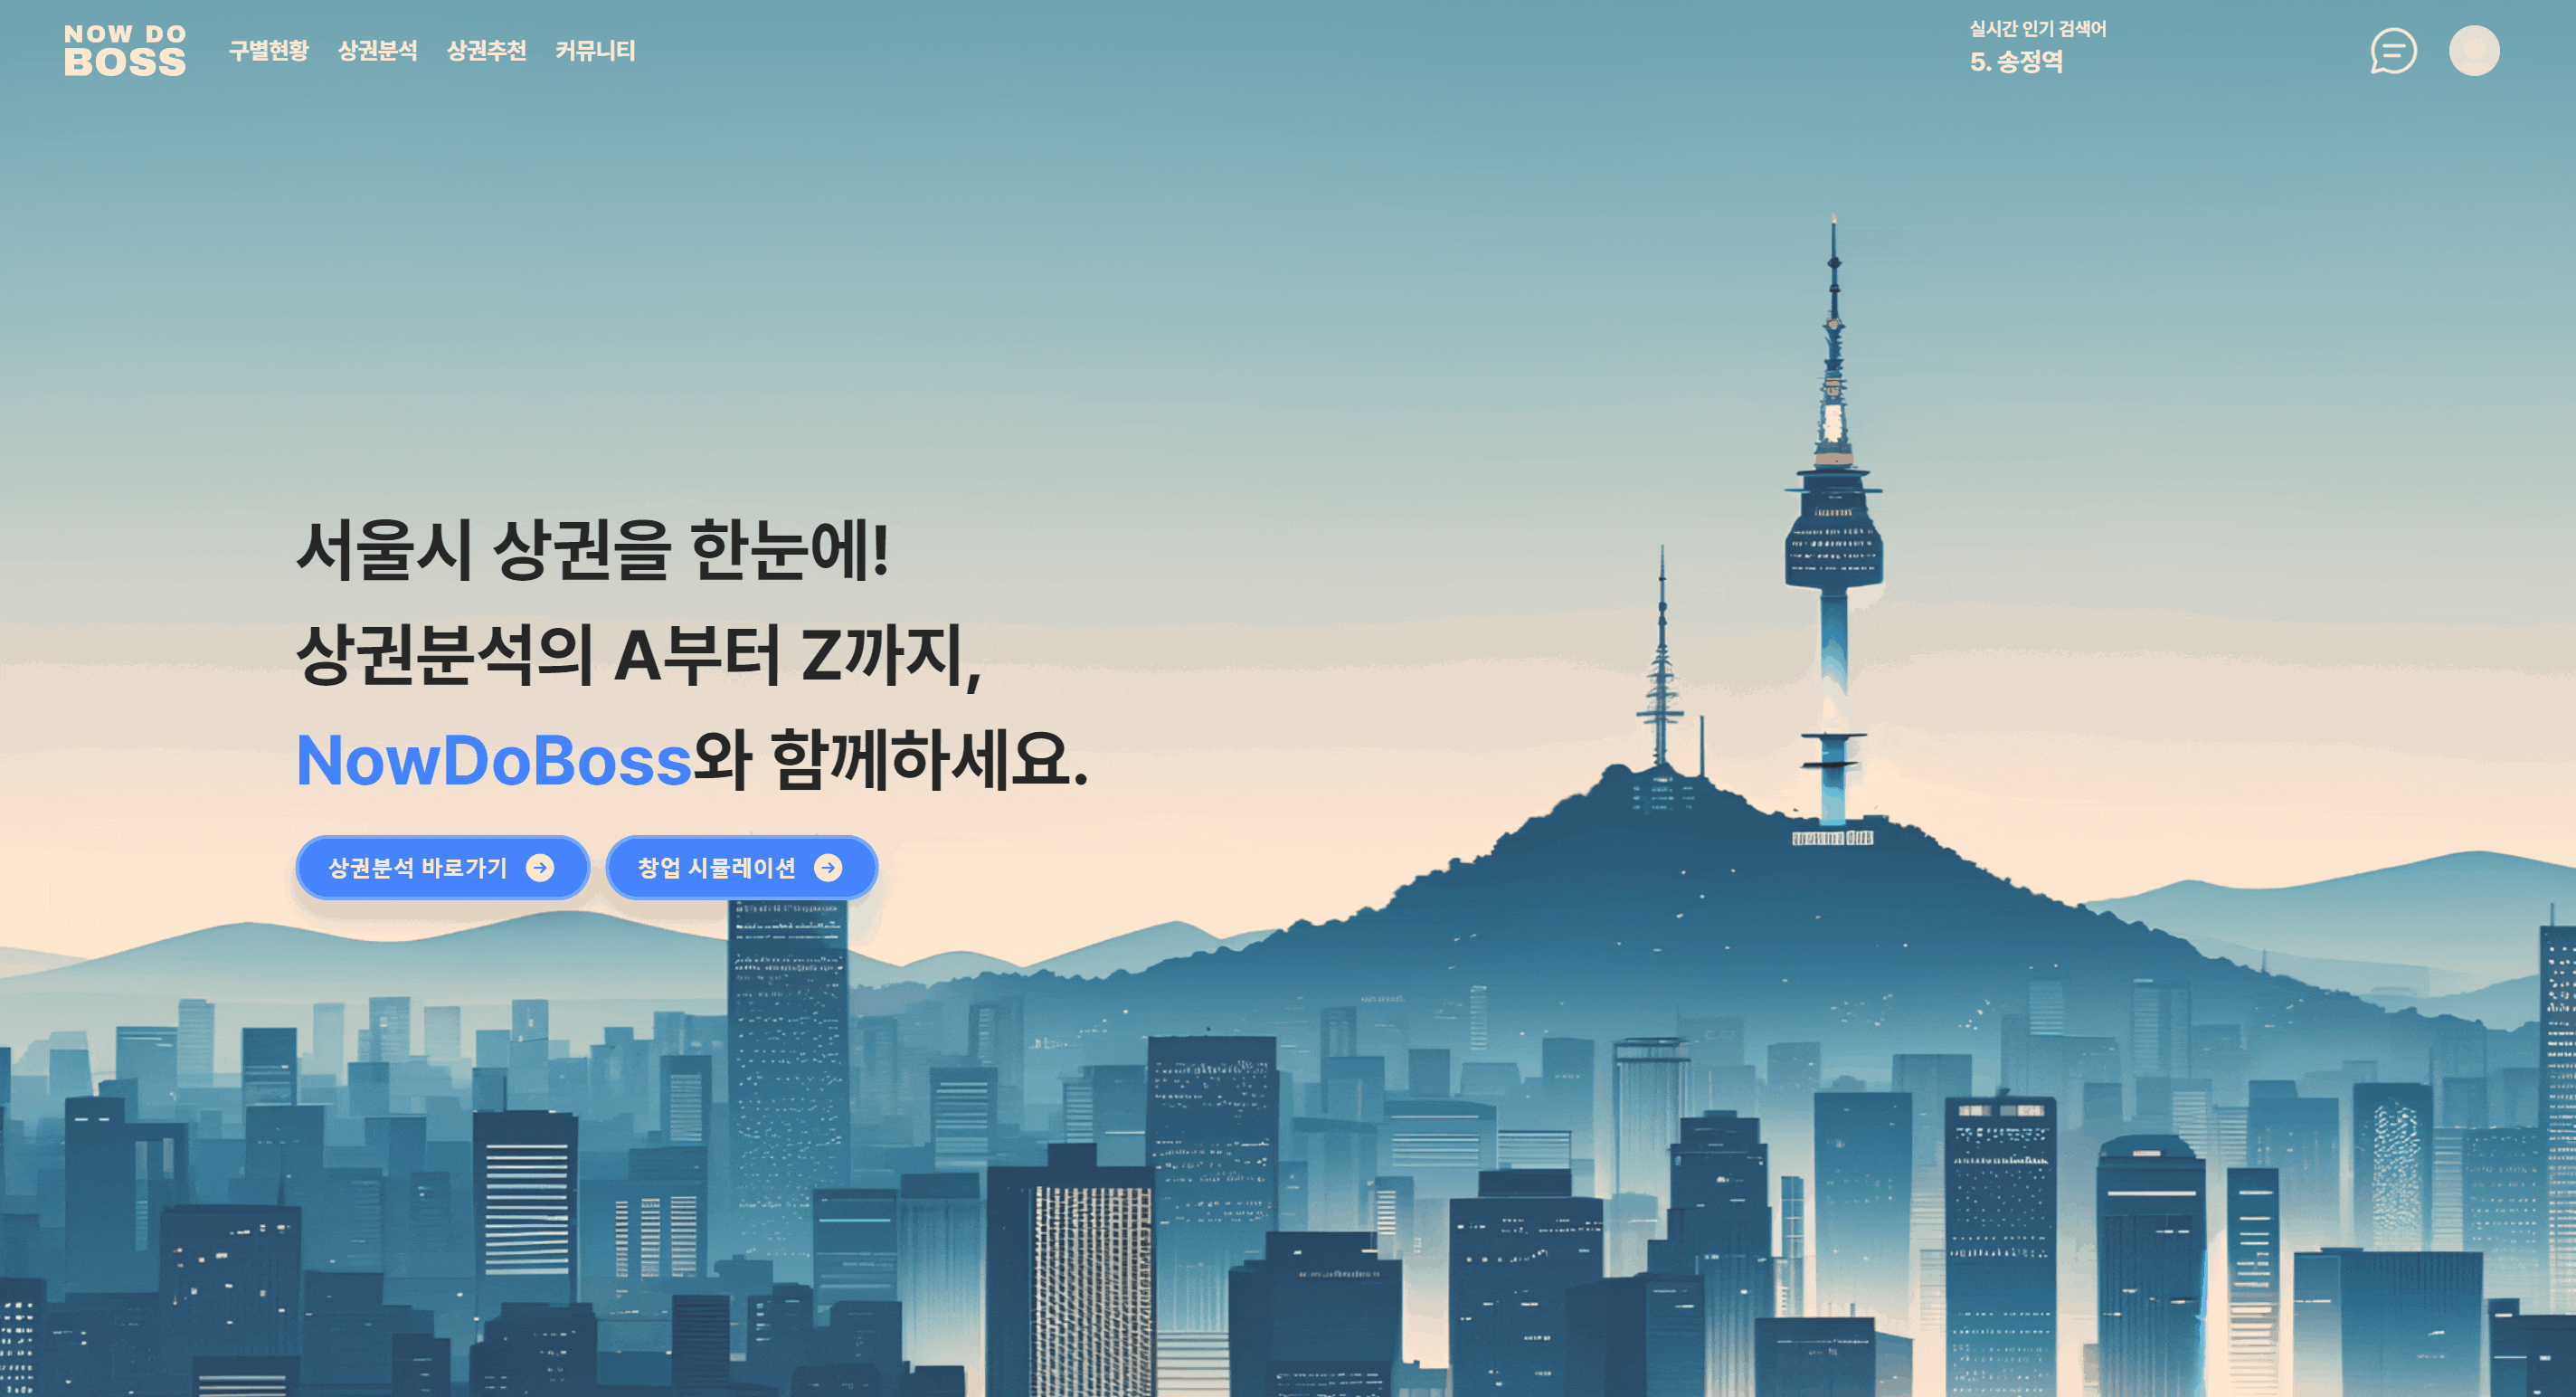 NOW DO
BOSS
구별현황 상권분석 상권추천 커뮤니티
실시간 인기 검색어
5. 송정역
서울시 상권을 한눈에!
상권분석의 A부터 Z까지,
NowDoBoss와 함께하세요.
상권분석 바로가기 창업 시뮬레이션